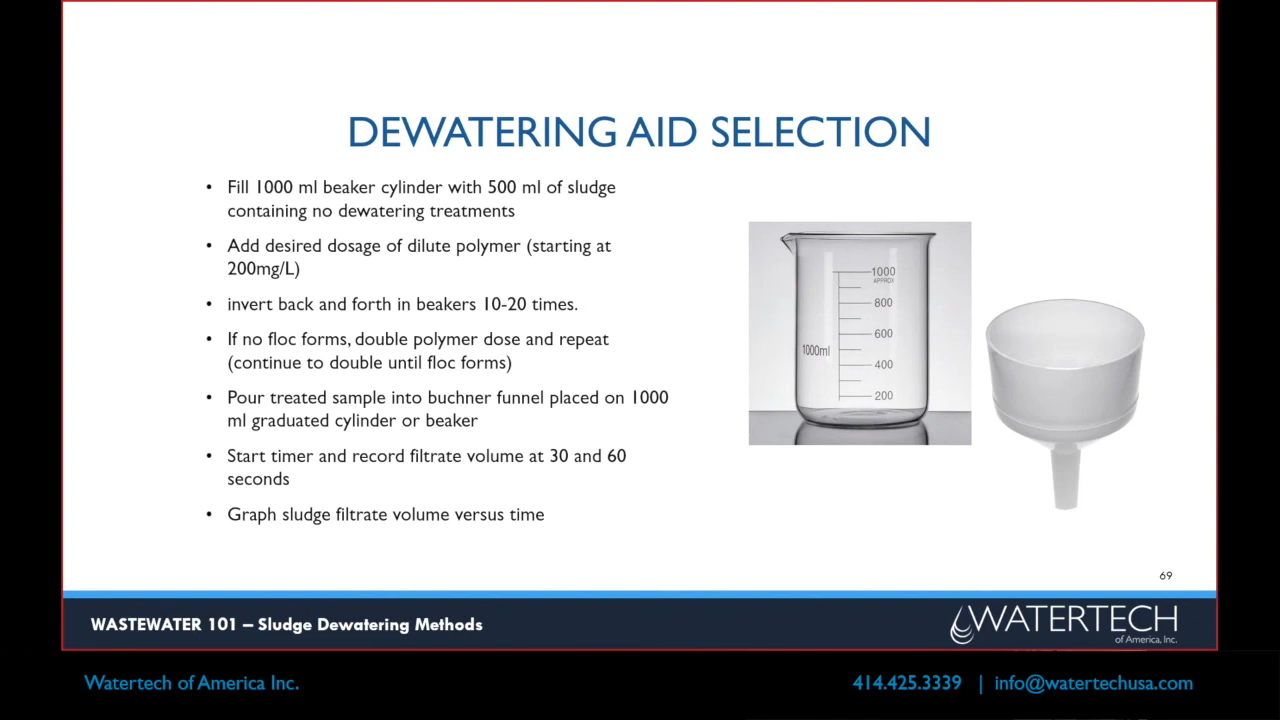 DEWATERING AID SELECTION
• Fill 1000 ml beaker cylinder with 500 ml of sludge
containing no dewatering treatments
• Add desired dosage of dilute polymer (starting at
200mg/L)
• invert back and forth in beakers 10-20 times.
• If no floc forms, double polymer dose and repeat
(continue to double until floc forms)
• Pour treated sample into buchner funnel placed on 1000
ml graduated cylinder or beaker
• Start timer and record filtrate volume at 30 and 60
seconds
• Graph sludge filtrate volume versus time
1000
APPROX
800
600
1000ml
400
200
69
WASTEWATER 101 – Sludge Dewatering Methods
WATERTECH
of America, Inc.
Watertech of America Inc.
414.425.3339 | info@watertechusa.com